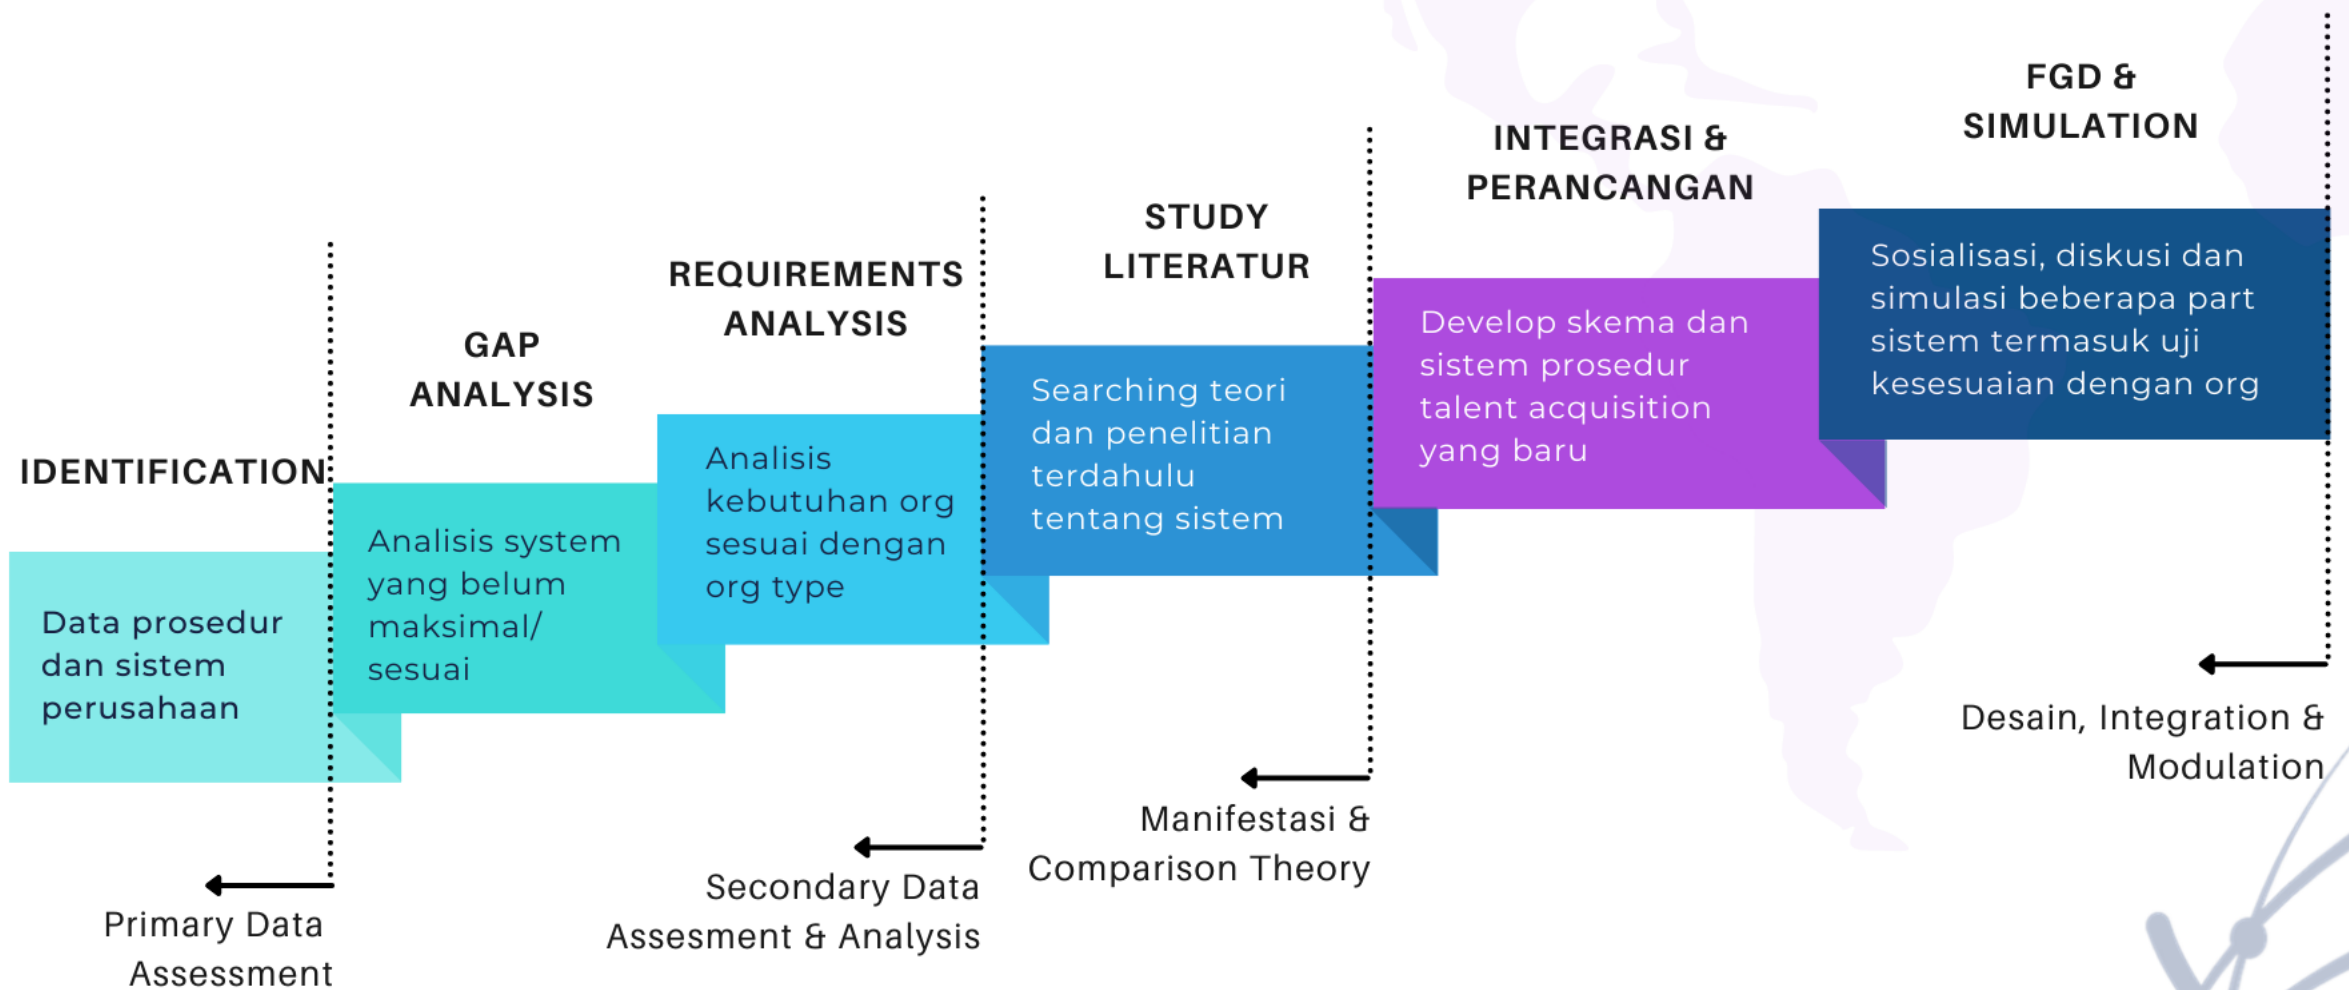 IDENTIFICATION
Data prosedur
dan sistem
perusahaan
Primary Data
Assessment
GAP
ANALYSIS
Analisis system
yang belum
maksimal/
sesuai
REQUIREMENTS
ANALYSIS
Analisis
kebutuhan org
sesuai dengan
org type
Secondary Data
Assesment & Analysis
STUDY
LITERATUR
Searching teori
dan penelitian
terdahulu
tentang sistem
Manifestasi &
Comparison Theory
INTEGRASI &
PERANCANGAN
Develop skema dan
sistem prosedur
talent acquisition
yang baru
FGD &
SIMULATION
Sosialisasi, diskusi dan
simulasi beberapa part
sistem termasuk uji
kesesuaian dengan org
Desain, Integration &
Modulation